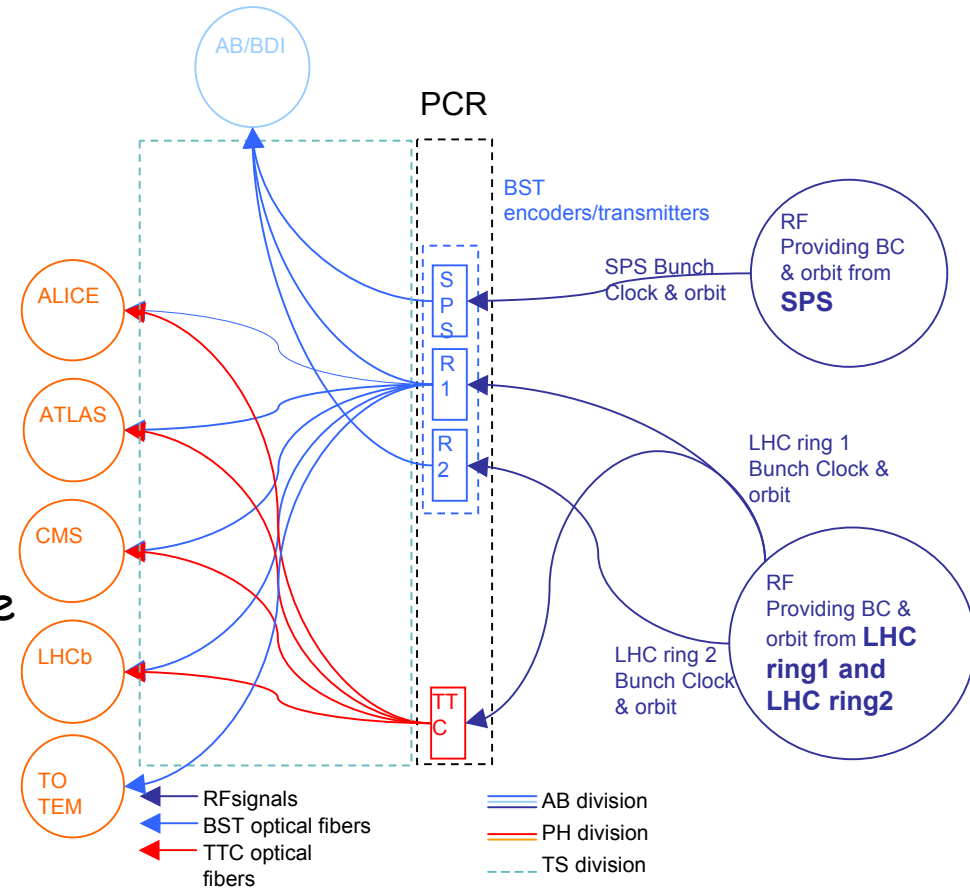 AB/BDI
PCR
BST
encoders/transmitters
RF
Providing BC
& orbit from
SPS
SPS Bunch
Clock & orbit
S
P
S
R
1
R
2
ALICE
ATLAS
CMS
e
LHCb
TO
TEM
LHC ring 1
Bunch Clock &
orbit
RF
Providing BC &
orbit from LHC
ring1 and
LHC ring2
LHC ring 2
Bunch Clock
& orbit
TT
C
RFsignals
BST optical fibers
TTC optical
fibers
AB division
PH division
TS division